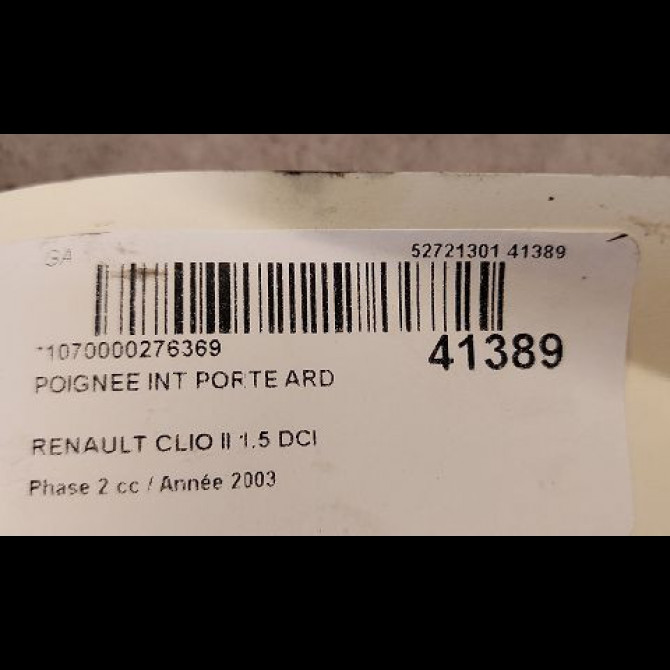 GA
52721301 41389
*1070000276369
41389
POIGNEE INT PORTE ARD
RENAULT CLIO II 1.5 DCI
Phase 2 cc / Année 2003